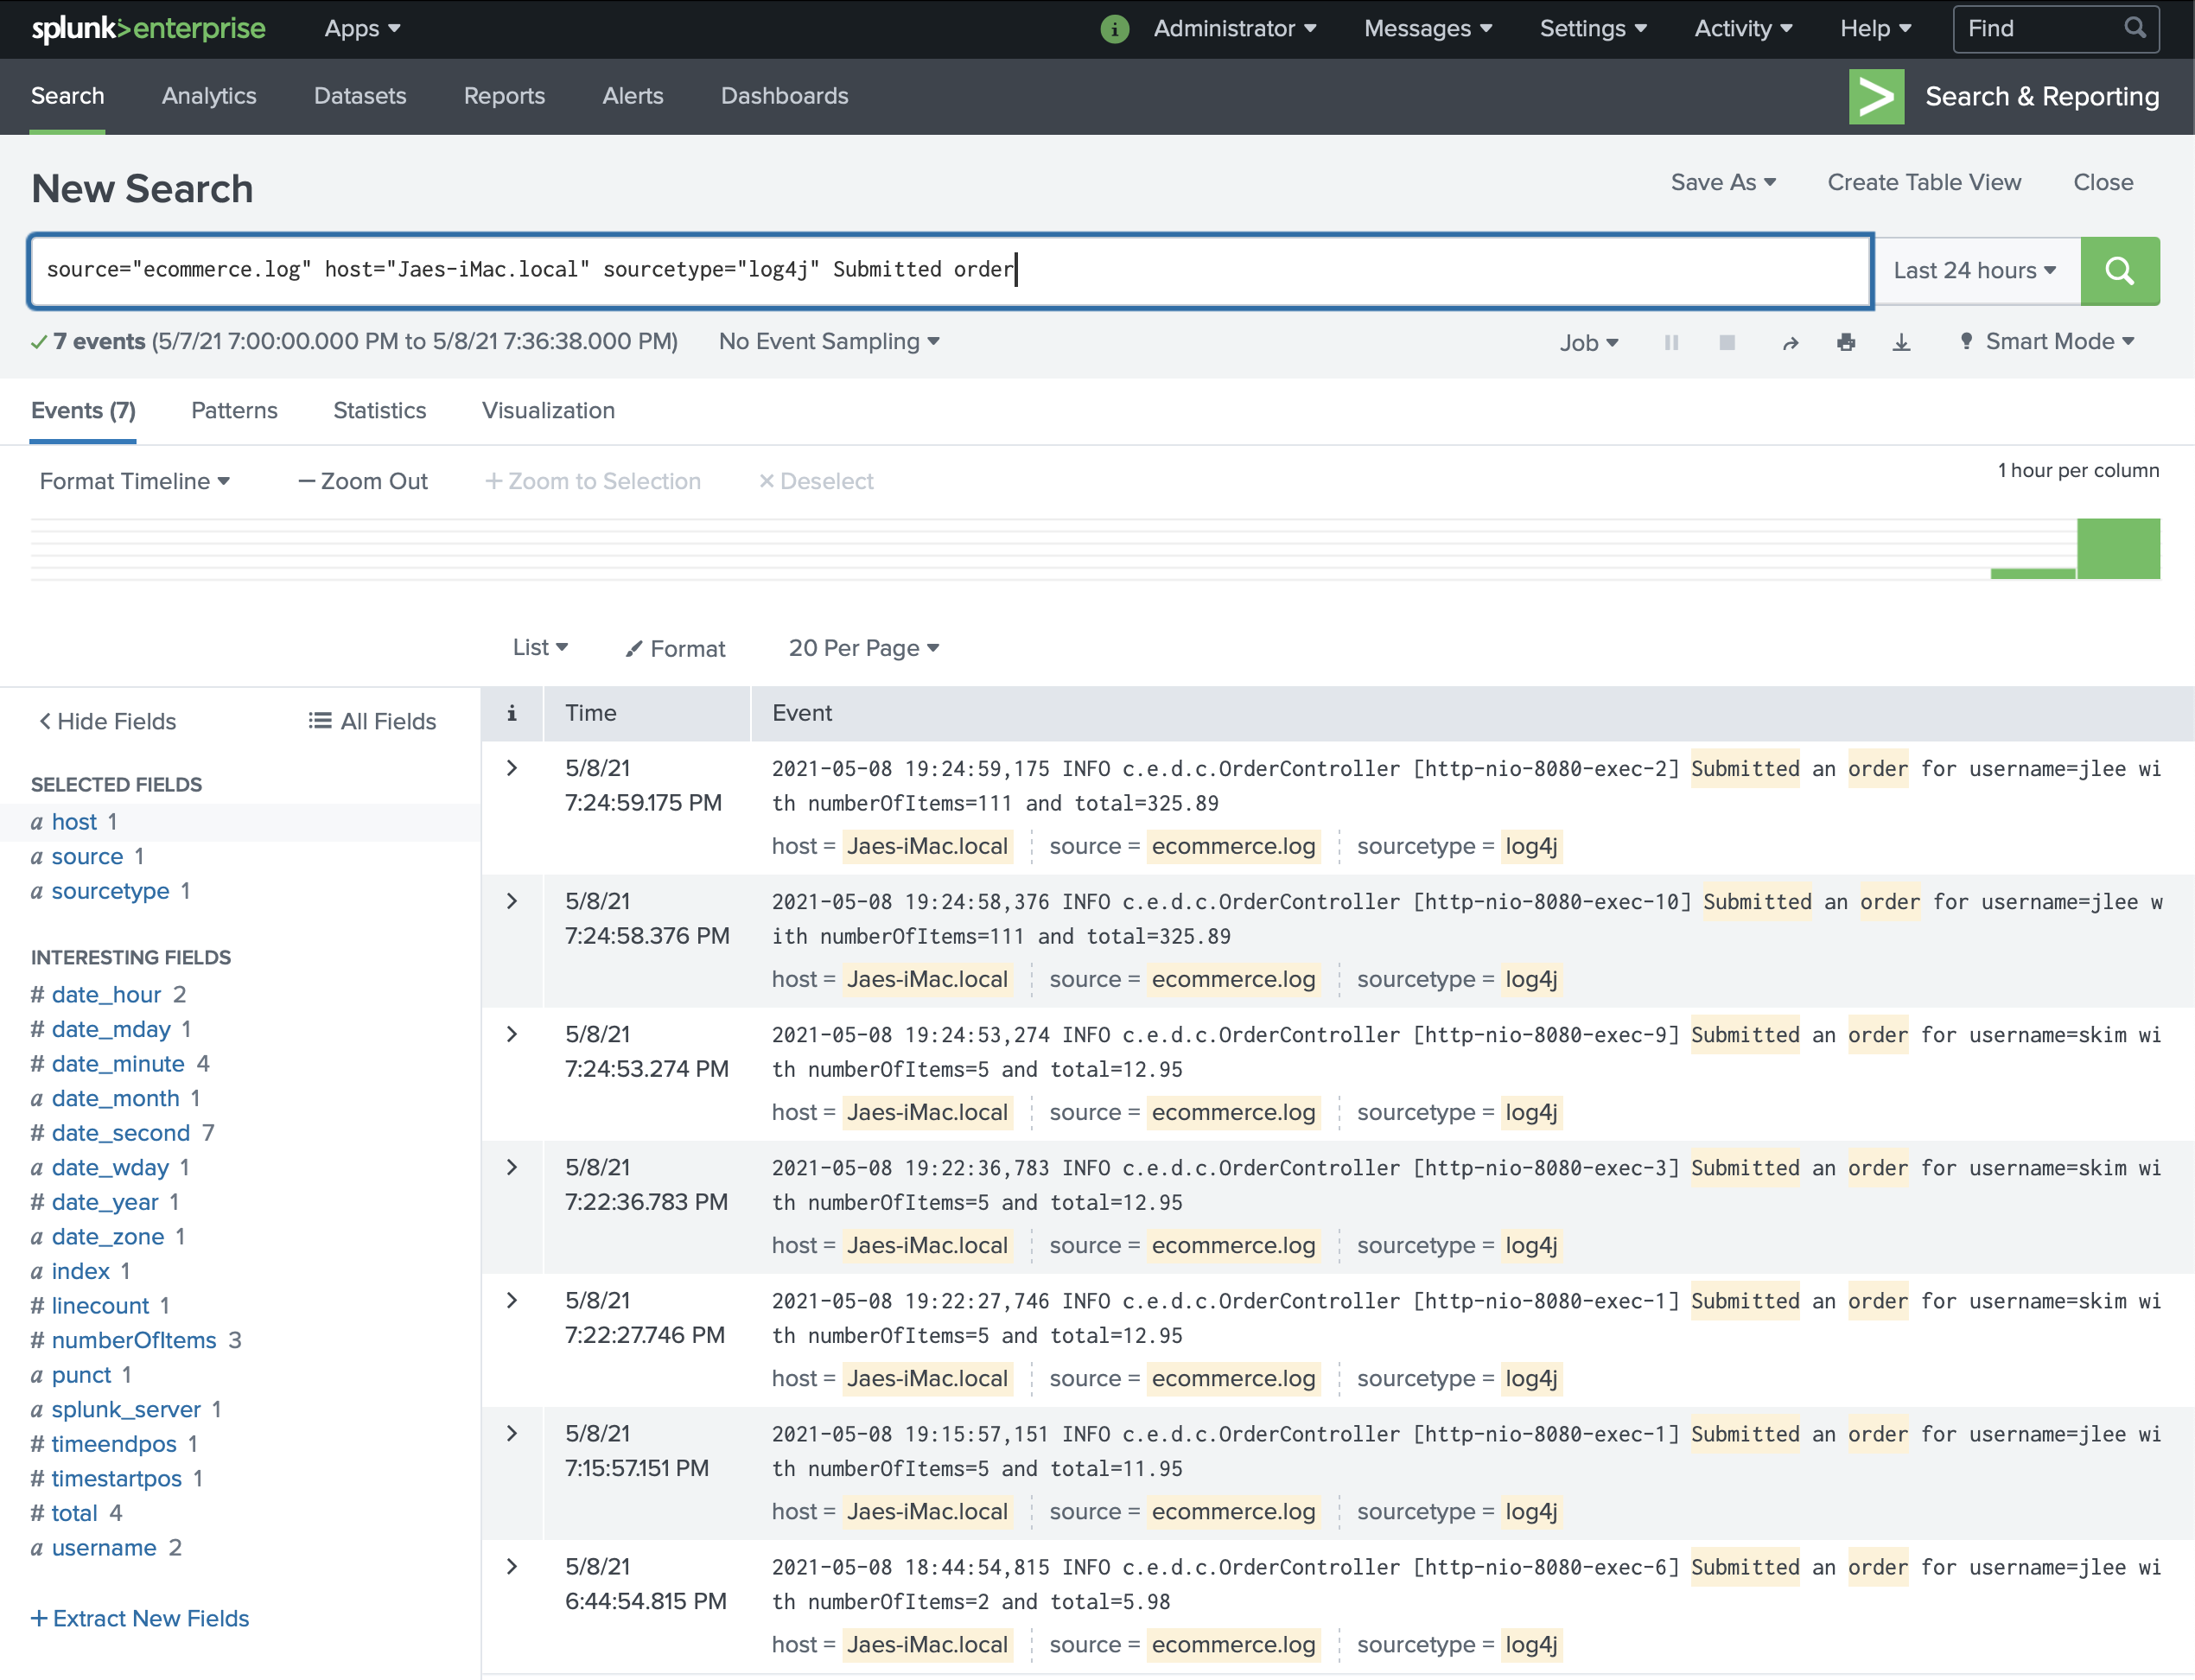 splunk>enterprise Apps Administrator Messages Settings Activity Help Find
Search Analytics Datasets Reports Alerts Dashboards Search & Reporting
New Search Save As Create Table View Close
source="ecommerce.log" host="Jaes-iMac.local" sourcetype="log4j" Submitted order Last 24 hours
7 events (5/7/21 7:00:00.000 PM to 5/8/21 7:36:38.000 PM) No Event Sampling Job Smart Mode
Events (7) Patterns Statistics Visualization
Format Timeline — Zoom Out + Zoom to Selection × Deselect 1 hour per column
List Format 20 Per Page
< Hide Fields All Fields
SELECTED FIELDS
a host 1
a source 1
a sourcetype 1
INTERESTING FIELDS
# date_hour 2
# date_mday 1
# date_minute 4
a date_month 1
# date_second 7
a date_wday 1
# date_year 1
a date_zone 1
a index 1
# linecount 1
# numberOfItems 3
a punct 1
a splunk_server 1
# timeendpos 1
# timestartpos 1
# total 4
a username 2
+ Extract New Fields
i Time Event
> 5/8/21 2021-05-08 19:24:59,175 INFO c.e.d.c.OrderController [http-nio-8080-exec-2] Submitted an order for username=jlee wi
7:24:59.175 PM th numberOfItems=111 and total=325.89
host = Jaes-iMac.local source = ecommerce.log sourcetype = log4j
> 5/8/21 2021-05-08 19:24:58,376 INFO c.e.d.c.OrderController [http-nio-8080-exec-10] Submitted an order for username=jlee w
7:24:58.376 PM ith numberOfItems=111 and total=325.89
host = Jaes-iMac.local source = ecommerce.log sourcetype = log4j
> 5/8/21 2021-05-08 19:24:53,274 INFO c.e.d.c.OrderController [http-nio-8080-exec-9] Submitted an order for username=skim wi
7:24:53.274 PM th numberOfItems=5 and total=12.95
host = Jaes-iMac.local source = ecommerce.log sourcetype = log4j
> 5/8/21 2021-05-08 19:22:36,783 INFO c.e.d.c.OrderController [http-nio-8080-exec-3] Submitted an order for username=skim wi
7:22:36.783 PM th numberOfItems=5 and total=12.95
host = Jaes-iMac.local source = ecommerce.log sourcetype = log4j
> 5/8/21 2021-05-08 19:22:27,746 INFO c.e.d.c.OrderController [http-nio-8080-exec-1] Submitted an order for username=skim wi
7:22:27.746 PM th numberOfItems=5 and total=12.95
host = Jaes-iMac.local source = ecommerce.log sourcetype = log4j
> 5/8/21 2021-05-08 19:15:57,151 INFO c.e.d.c.OrderController [http-nio-8080-exec-1] Submitted an order for username=jlee wi
7:15:57.151 PM th numberOfItems=5 and total=11.95
host = Jaes-iMac.local source = ecommerce.log sourcetype = log4j
> 5/8/21 2021-05-08 18:44:54,815 INFO c.e.d.c.OrderController [http-nio-8080-exec-6] Submitted an order for username=jlee wi
6:44:54.815 PM th numberOfItems=2 and total=5.98
host = Jaes-iMac.local source = ecommerce.log sourcetype = log4j